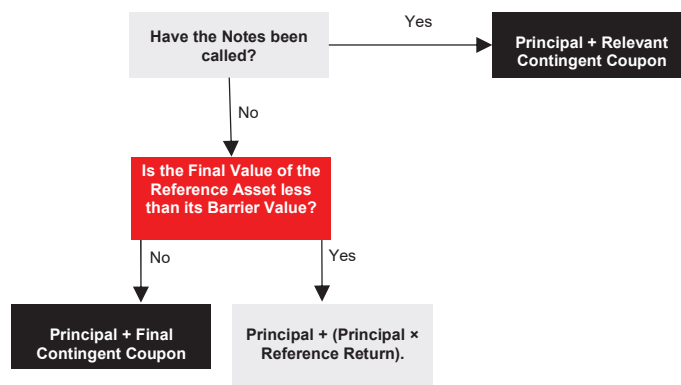 Have the Notes been
called?
Yes
Principal + Relevant
Contingent Coupon
No
Is the Final Value of the
Reference Asset less
than its Barrier Value?
No
Yes
Principal + Final
Contingent Coupon
Principal + (Principal ×
Reference Return).